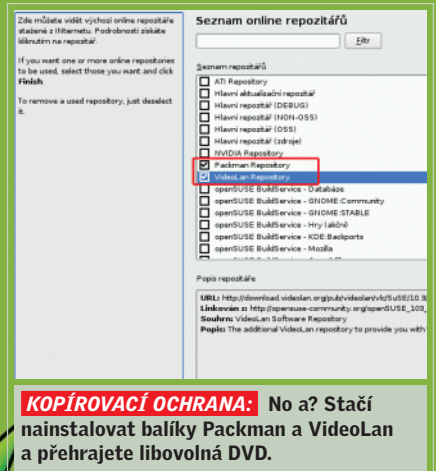 Zde můžete vidět výchozí online repozitáře
stažené z INternetu. Podrobnosti získáte
kliknutím na repozitář.
If you want one or more online repositories
to be used, select those you want and click
Finish.
To remove a used repository, just deselect
it.
Seznam online repozitářů
Filtr
Seznam repozitářů
ATI Repository
Hlavní aktualizační repozitář
Hlavní repozitář (DEBUG)
Hlavní repozitář (NON-OSS)
Hlavní repozitář (OSS)
Hlavní repozitář (zdroje)
NVIDIA Repository
Packman Repository
VideoLan Repository
openSUSE BuildService - Databáze
openSUSE BuildService - GNOME:Community
openSUSE BuildService - GNOME:STABLE
openSUSE BuildService - Hry (akční)
openSUSE BuildService - KDE:Backports
openSUSE BuildService - Mozilla
Popis repozitáře
URL: http://download.videolan.org/pub/videolan/vlc/SuSE/10.3/
Linkován z: http://opensuse-community.org/openSUSE_103_
Souhrn: VideoLan Software Repository
Popis: The additional VideoLan repository to provide you with
KOPÍROVACÍ OCHRANA: No a? Stačí
nainstalovat balíky Packman a VideoLan
a přehrajete libovolná DVD.